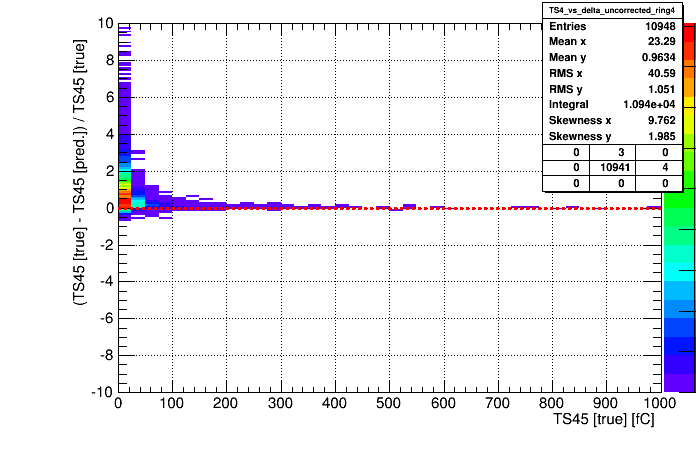 TS4_vs_delta_uncorrected_ring4
Entries 10948
Mean x 23.29
Mean y 0.9634
RMS x 40.59
RMS y 1.051
Integral 1.094e+04
Skewness x 9.762
Skewness y 1.985
0 3 0
0 10941 4
0 0 0
(TS45 [true] - TS45 [pred.]) / TS45 [true]
10
8
6
4
2
0
-2
-4
-6
-8
-10
0 100 200 300 400 500 600 700 800 900 1000
TS45 [true] [fC]